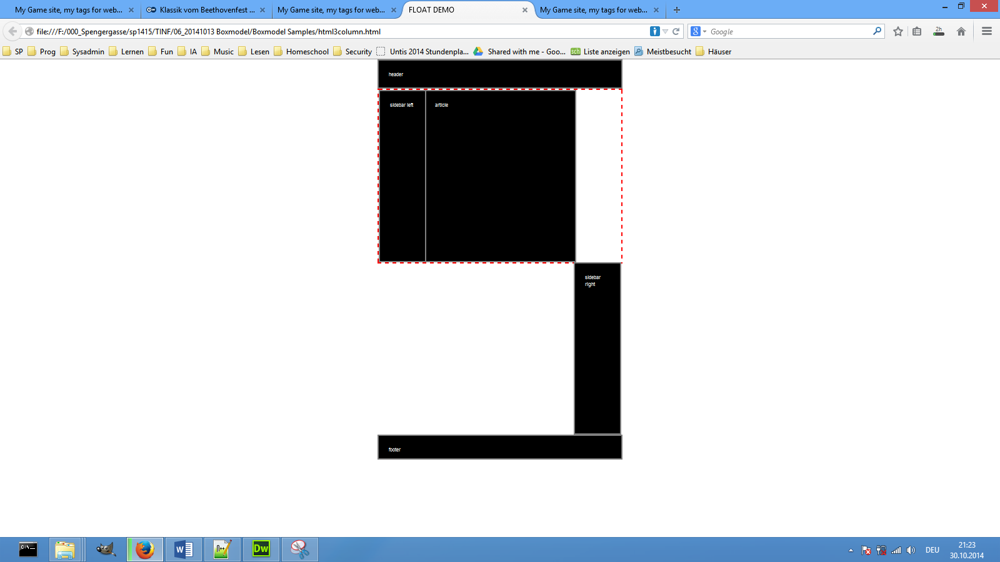 My Game site, my tags for web... Klassik vom Beethovenfest ... My Game site, my tags for web... FLOAT DEMO My Game site, my tags for web...
file:///F:/000_Spengergasse/sp1415/TINF/06_20141013 Boxmodel/Boxmodel Samples/html3column.html Google 2h
SP Prog Sysadmin Lernen Fun IA Music Lesen Homeschool Security Untis 2014 Stundenpla... Shared with me - Goo... sch Liste anzeigen Meistbesucht Häuser
header
sidebar left article
sidebar
right
footer
C:\_
W
n++
Dw
DEU
21:23
30.10.2014